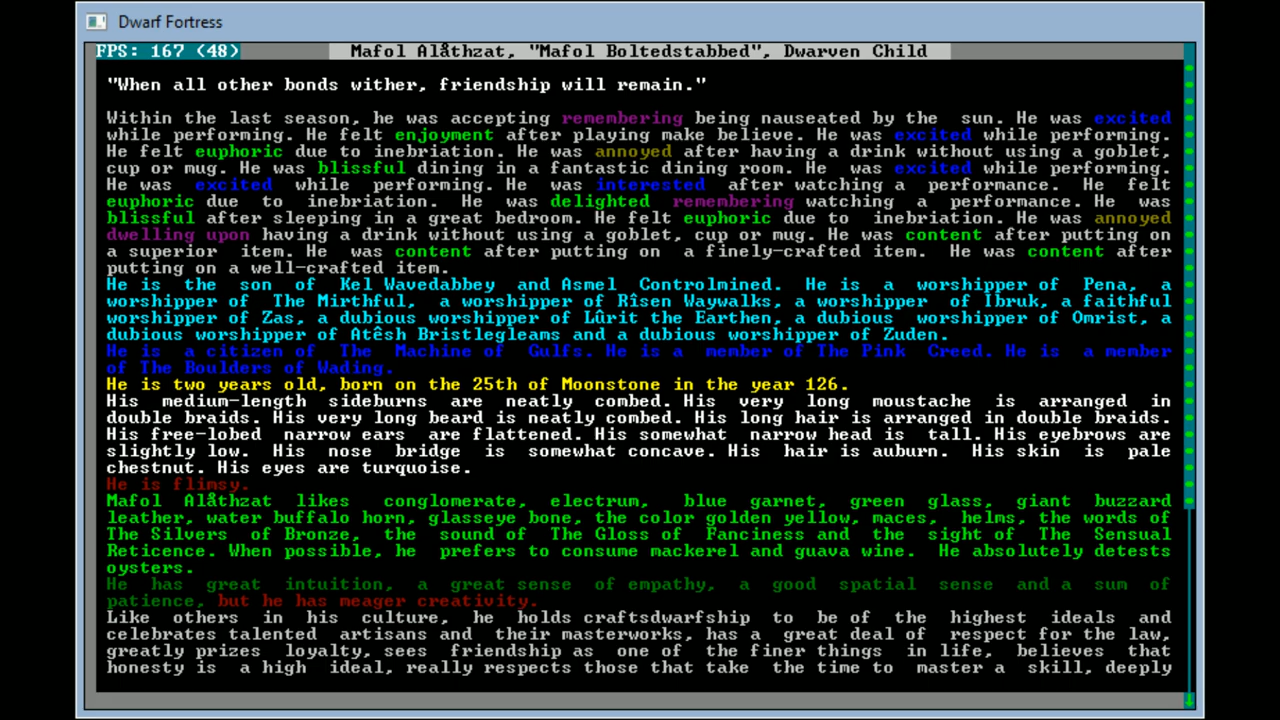 Dwarf Fortress
FPS: 167 (48) Mafol Alåthzat, "Mafol Boltedstabbed", Dwarven Child
"When all other bonds wither, friendship will remain."
Within the last season, he was accepting remembering being nauseated by the sun. He was excited
while performing. He felt enjoyment after playing make believe. He was excited while performing.
He felt euphoric due to inebriation. He was annoyed after having a drink without using a goblet,
cup or mug. He was blissful dining in a fantastic dining room. He was excited while performing.
He was excited while performing. He was interested after watching a performance. He felt
euphoric due to inebriation. He was delighted remembering watching a performance. He was
blissful after sleeping in a great bedroom. He felt euphoric due to inebriation. He was annoyed
dwelling upon having a drink without using a goblet, cup or mug. He was content after putting on
a superior item. He was content after putting on a finely-crafted item. He was content after
putting on a well-crafted item.
He is the son of Kel Wavedabbey and Asmel Controlmined. He is a worshipper of Pena, a
worshipper of The Mirthful, a worshipper of Rîsen Waywalks, a worshipper of Ibruk, a faithful
worshipper of Zas, a dubious worshipper of Lûrit the Earthen, a dubious worshipper of Omrist, a
dubious worshipper of Atêsh Bristlegleams and a dubious worshipper of Zuden.
He is a citizen of The Machine of Gulfs. He is a member of The Pink Creed. He is a member
of The Boulders of Wading.
He is two years old, born on the 25th of Moonstone in the year 126.
His medium-length sideburns are neatly combed. His very long moustache is arranged in
double braids. His very long beard is neatly combed. His long hair is arranged in double braids.
His free-lobed narrow ears are flattened. His somewhat narrow head is tall. His eyebrows are
slightly low. His nose bridge is somewhat concave. His hair is auburn. His skin is pale
chestnut. His eyes are turquoise.
He is flimsy.
Mafol Alåthzat likes conglomerate, electrum, blue garnet, green glass, giant buzzard
leather, water buffalo horn, glasseye bone, the color golden yellow, maces, helms, the words of
The Silvers of Bronze, the sound of The Gloss of Fanciness and the sight of The Sensual
Reticence. When possible, he prefers to consume mackerel and guava wine. He absolutely detests
oysters.
He has great intuition, a great sense of empathy, a good spatial sense and a sum of
patience, but he has meager creativity.
Like others in his culture, he holds craftsdwarfship to be of the highest ideals and
celebrates talented artisans and their masterworks, has a great deal of respect for the law,
greatly prizes loyalty, sees friendship as one of the finer things in life, believes that
honesty is a high ideal, really respects those that take the time to master a skill, deeply